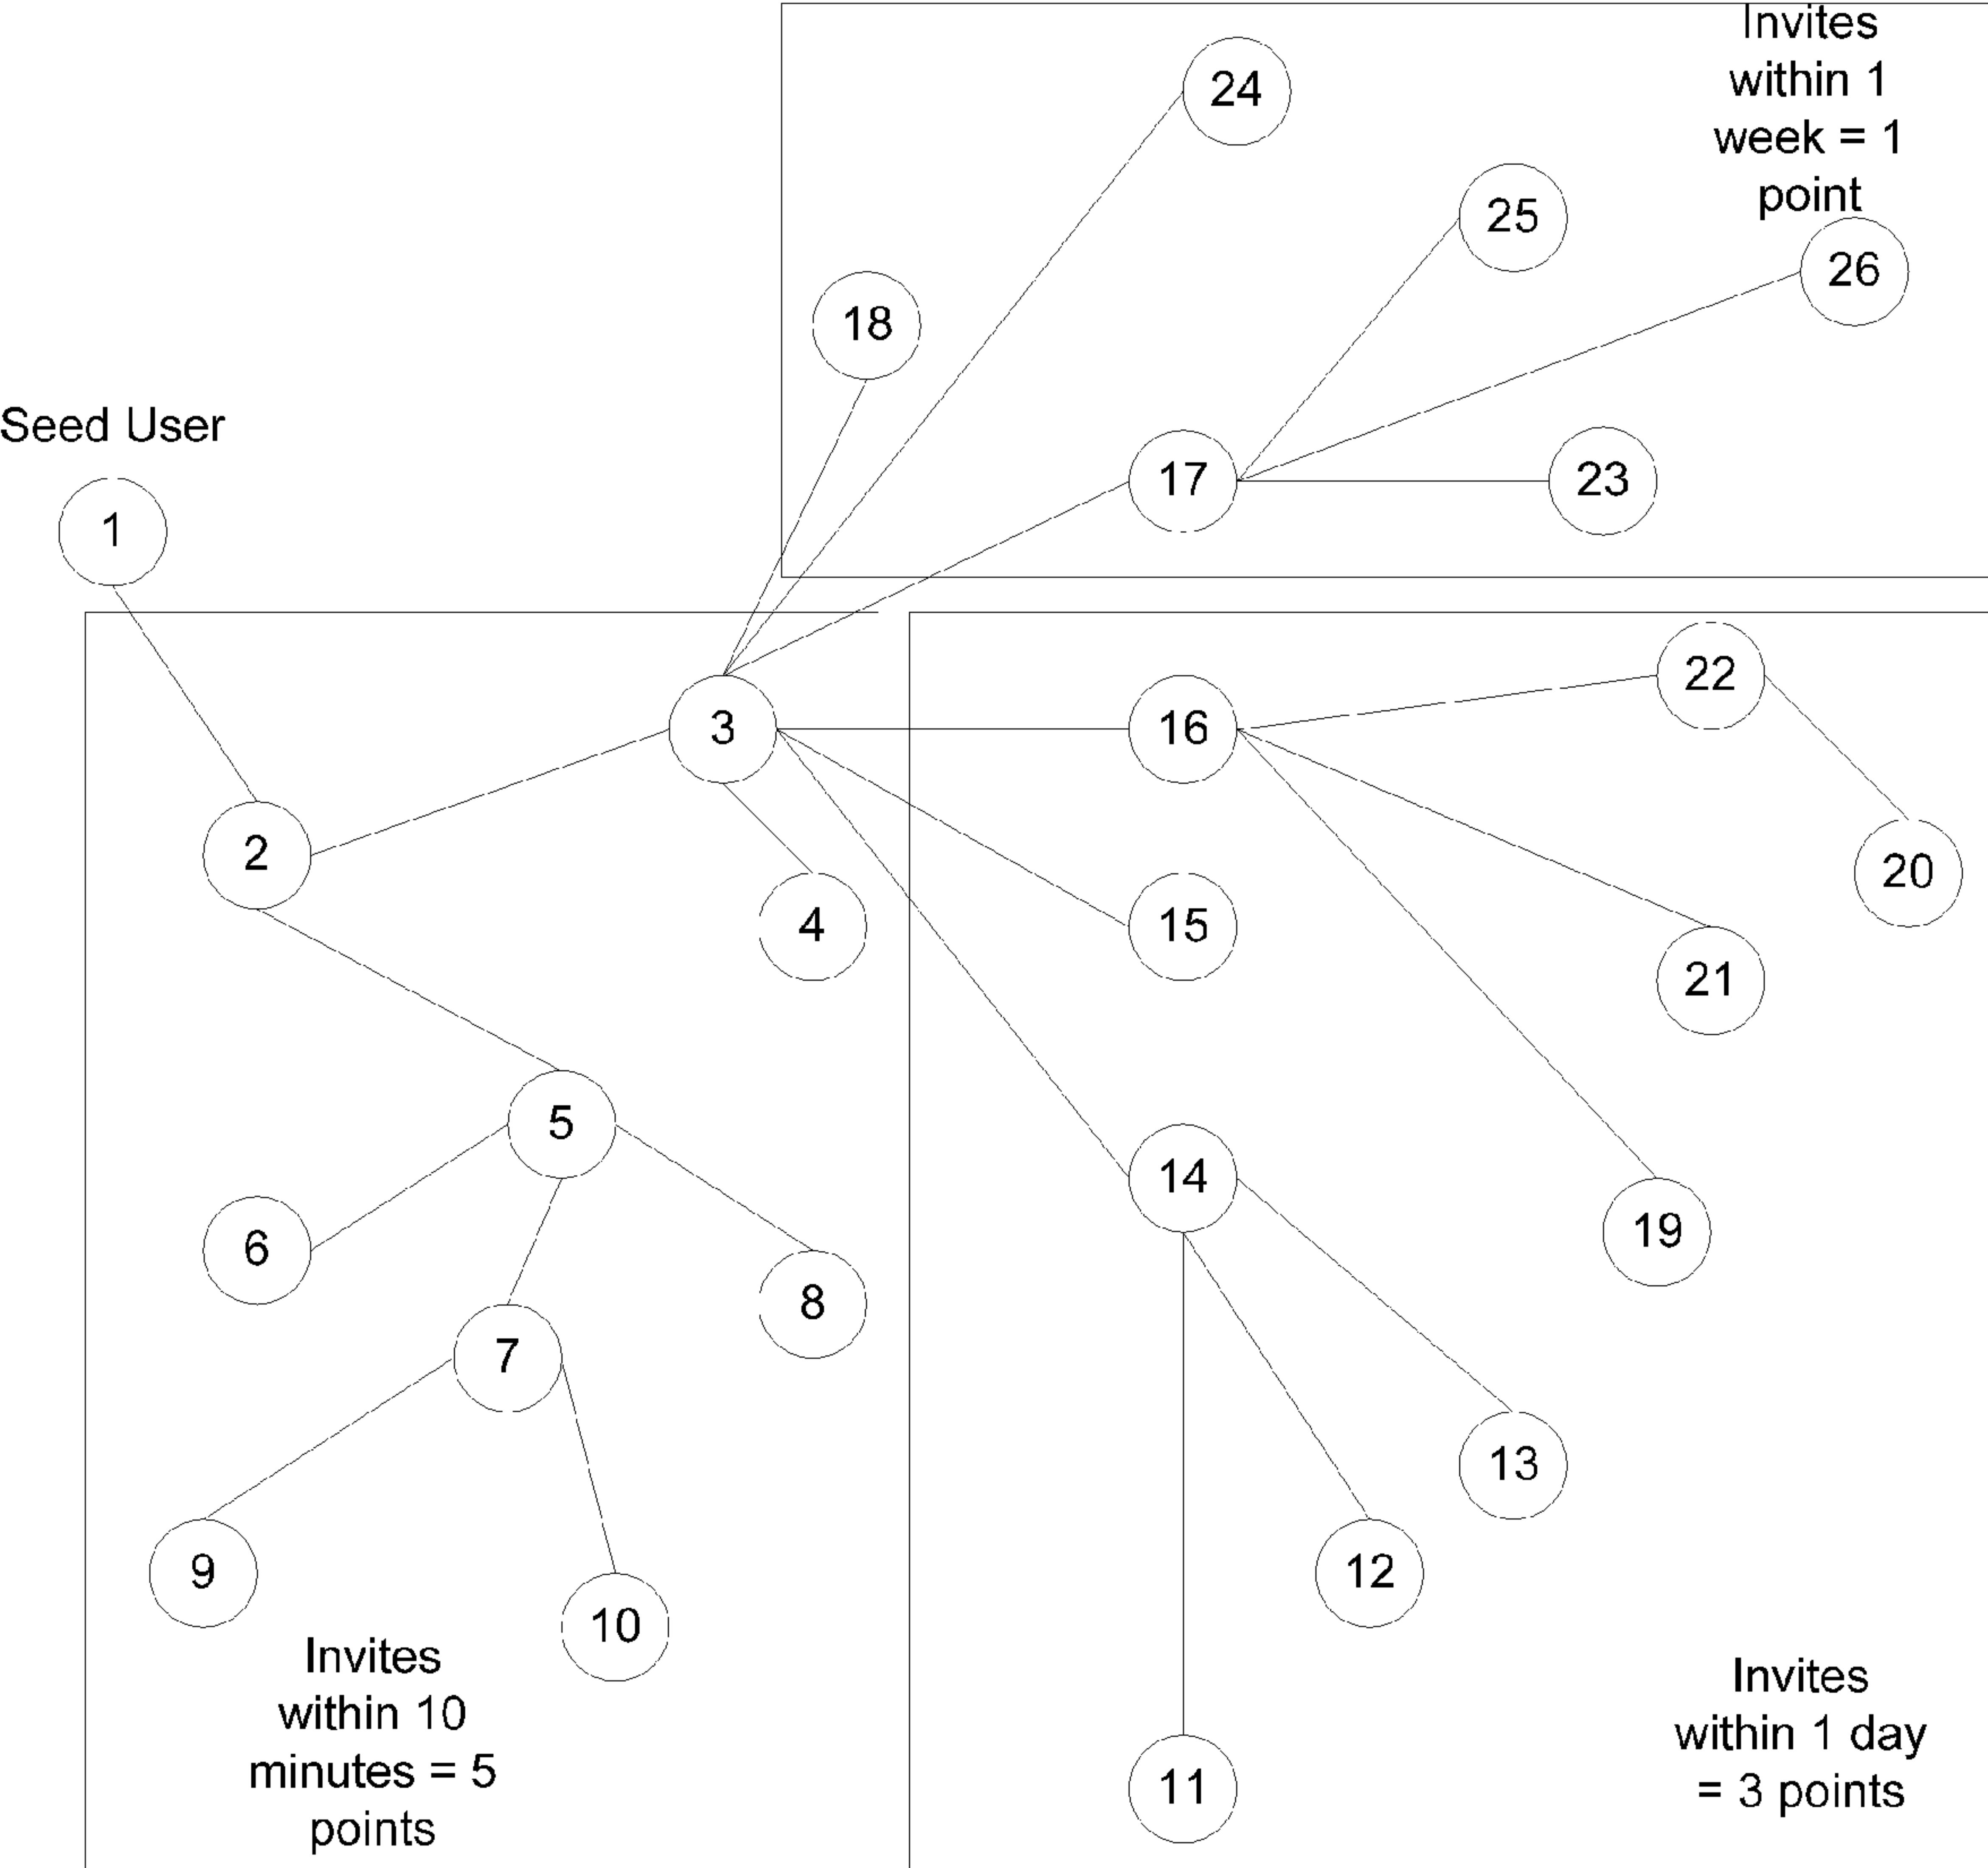 Invites
within 1
week = 1
point
24
25
26
18
Seed User
17
23
1
22
3
16
2
20
4
15
21
5
14
6
19
8
7
13
9
12
10
Invites
within 10
minutes = 5
points
Invites
within 1 day
= 3 points
11